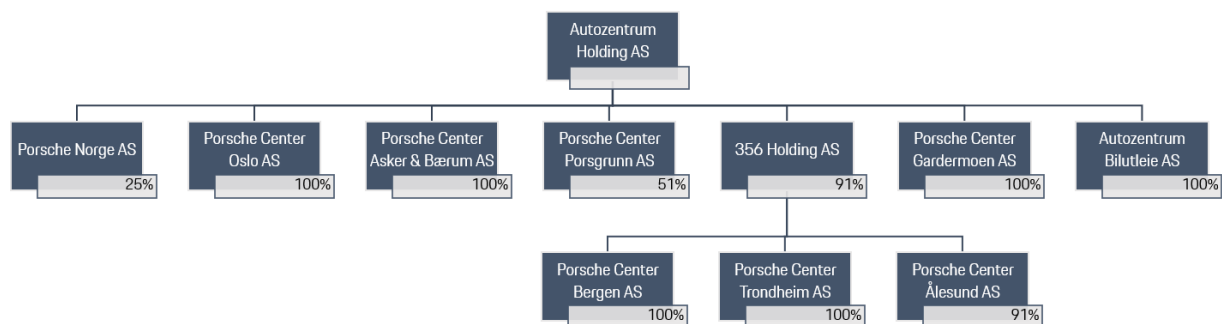 Autozentrum
Holding AS
Porsche Norge AS
25%
Porsche Center
Oslo AS
100%
Porsche Center
Asker & Bærum AS
100%
Porsche Center
Porsgrunn AS
51%
356 Holding AS
91%
Porsche Center
Gardermoen AS
100%
Autozentrum
Bilutleie AS
100%
Porsche Center
Bergen AS
100%
Porsche Center
Trondheim AS
100%
Porsche Center
Ålesund AS
91%